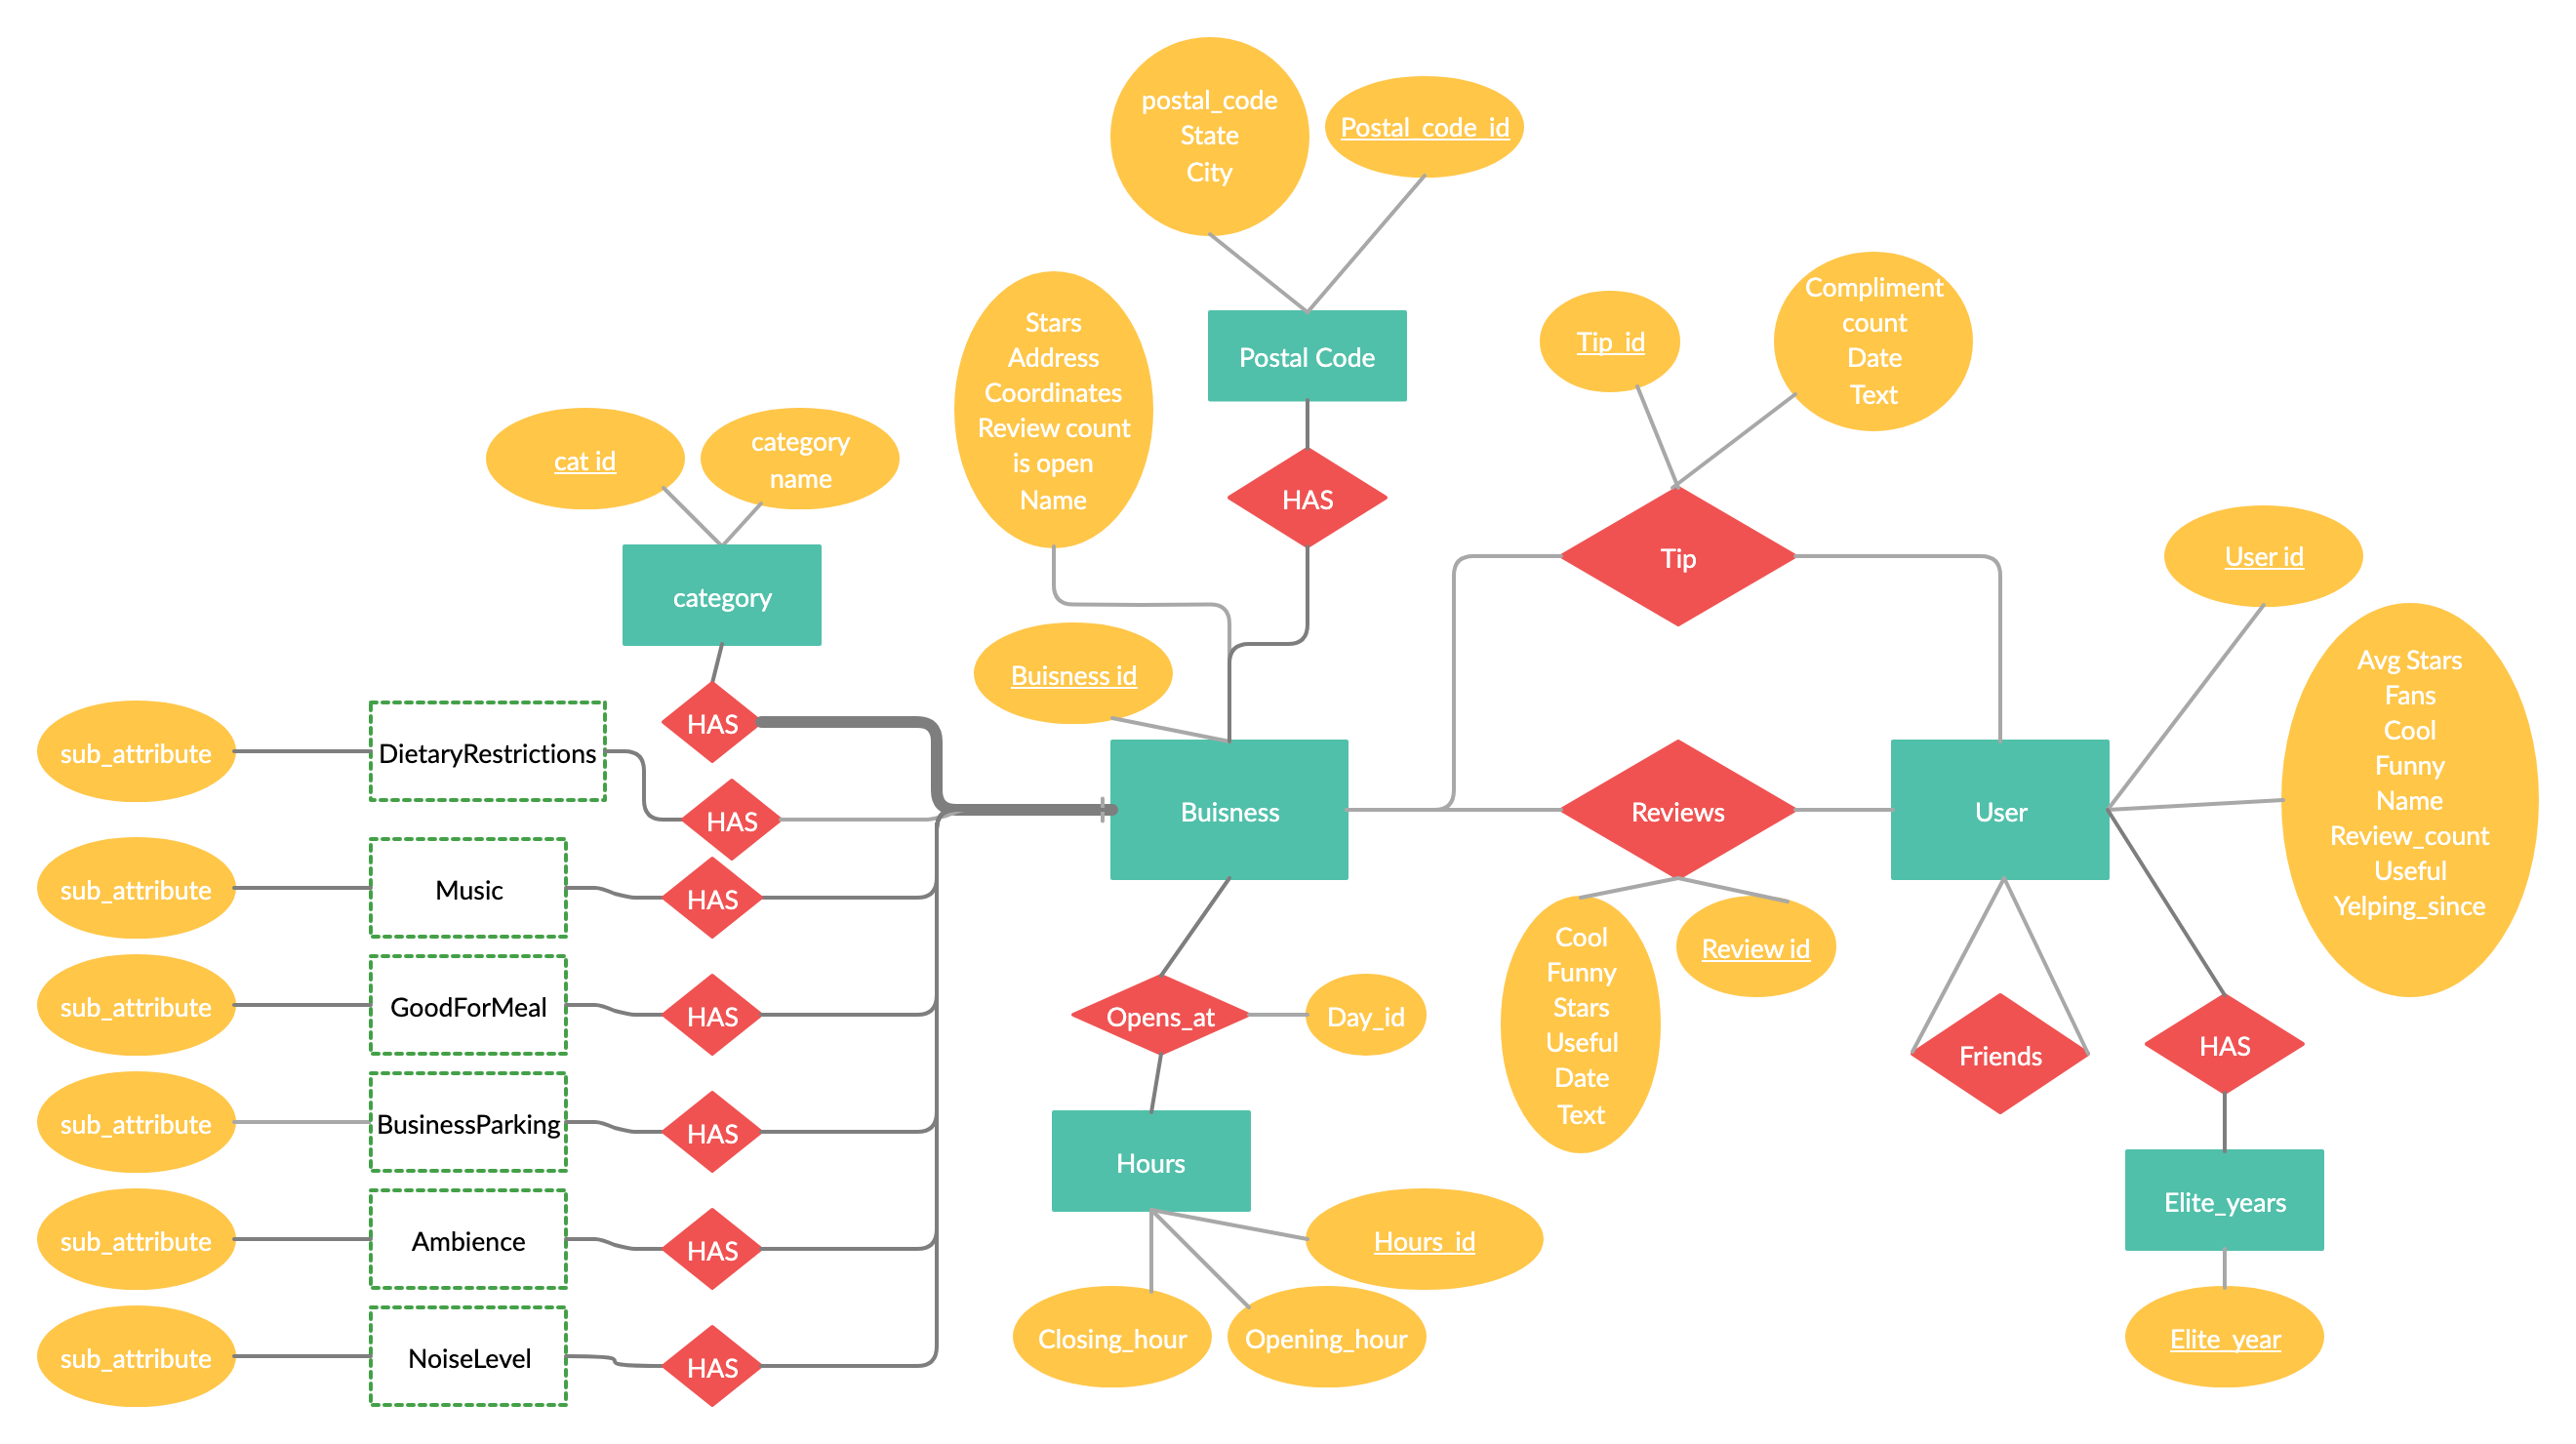 postal_code
State
City
Postal_code_id
Stars
Address
Coordinates
Review count
is open
Name
Postal Code
Compliment
count
Date
Text
Tip_id
cat id
category
name
HAS
Tip
User id
category
Buisness id
Avg Stars
Fans
Cool
Funny
Name
Review_count
Useful
Yelping_since
sub_attribute
DietaryRestrictions
HAS
HAS
Buisness
Reviews
User
sub_attribute
Music
HAS
Cool
Funny
Stars
Useful
Date
Text
Review id
sub_attribute
GoodForMeal
HAS
Opens_at
Day_id
Friends
HAS
sub_attribute
BusinessParking
HAS
Hours
Elite_years
sub_attribute
Ambience
HAS
Hours_id
Closing_hour
Opening_hour
Elite_year
sub_attribute
NoiseLevel
HAS